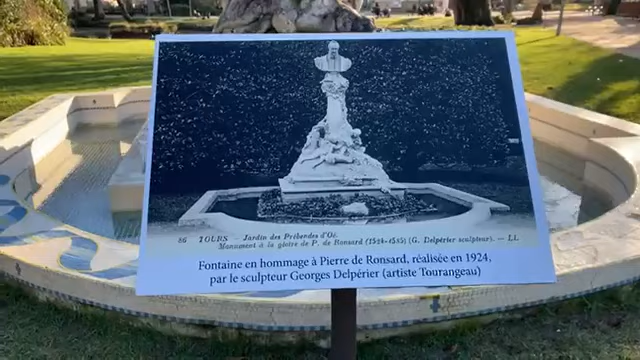 86 TOURS - Jardin des Prébendes d'Oé.
Monument à la gloire de P. de Ronsard (1524-1585) (G. Delpérier sculpteur). - LL
Fontaine en hommage à Pierre de Ronsard, réalisée en 1924,
par le sculpteur Georges Delpérier (artiste Tourangeau)